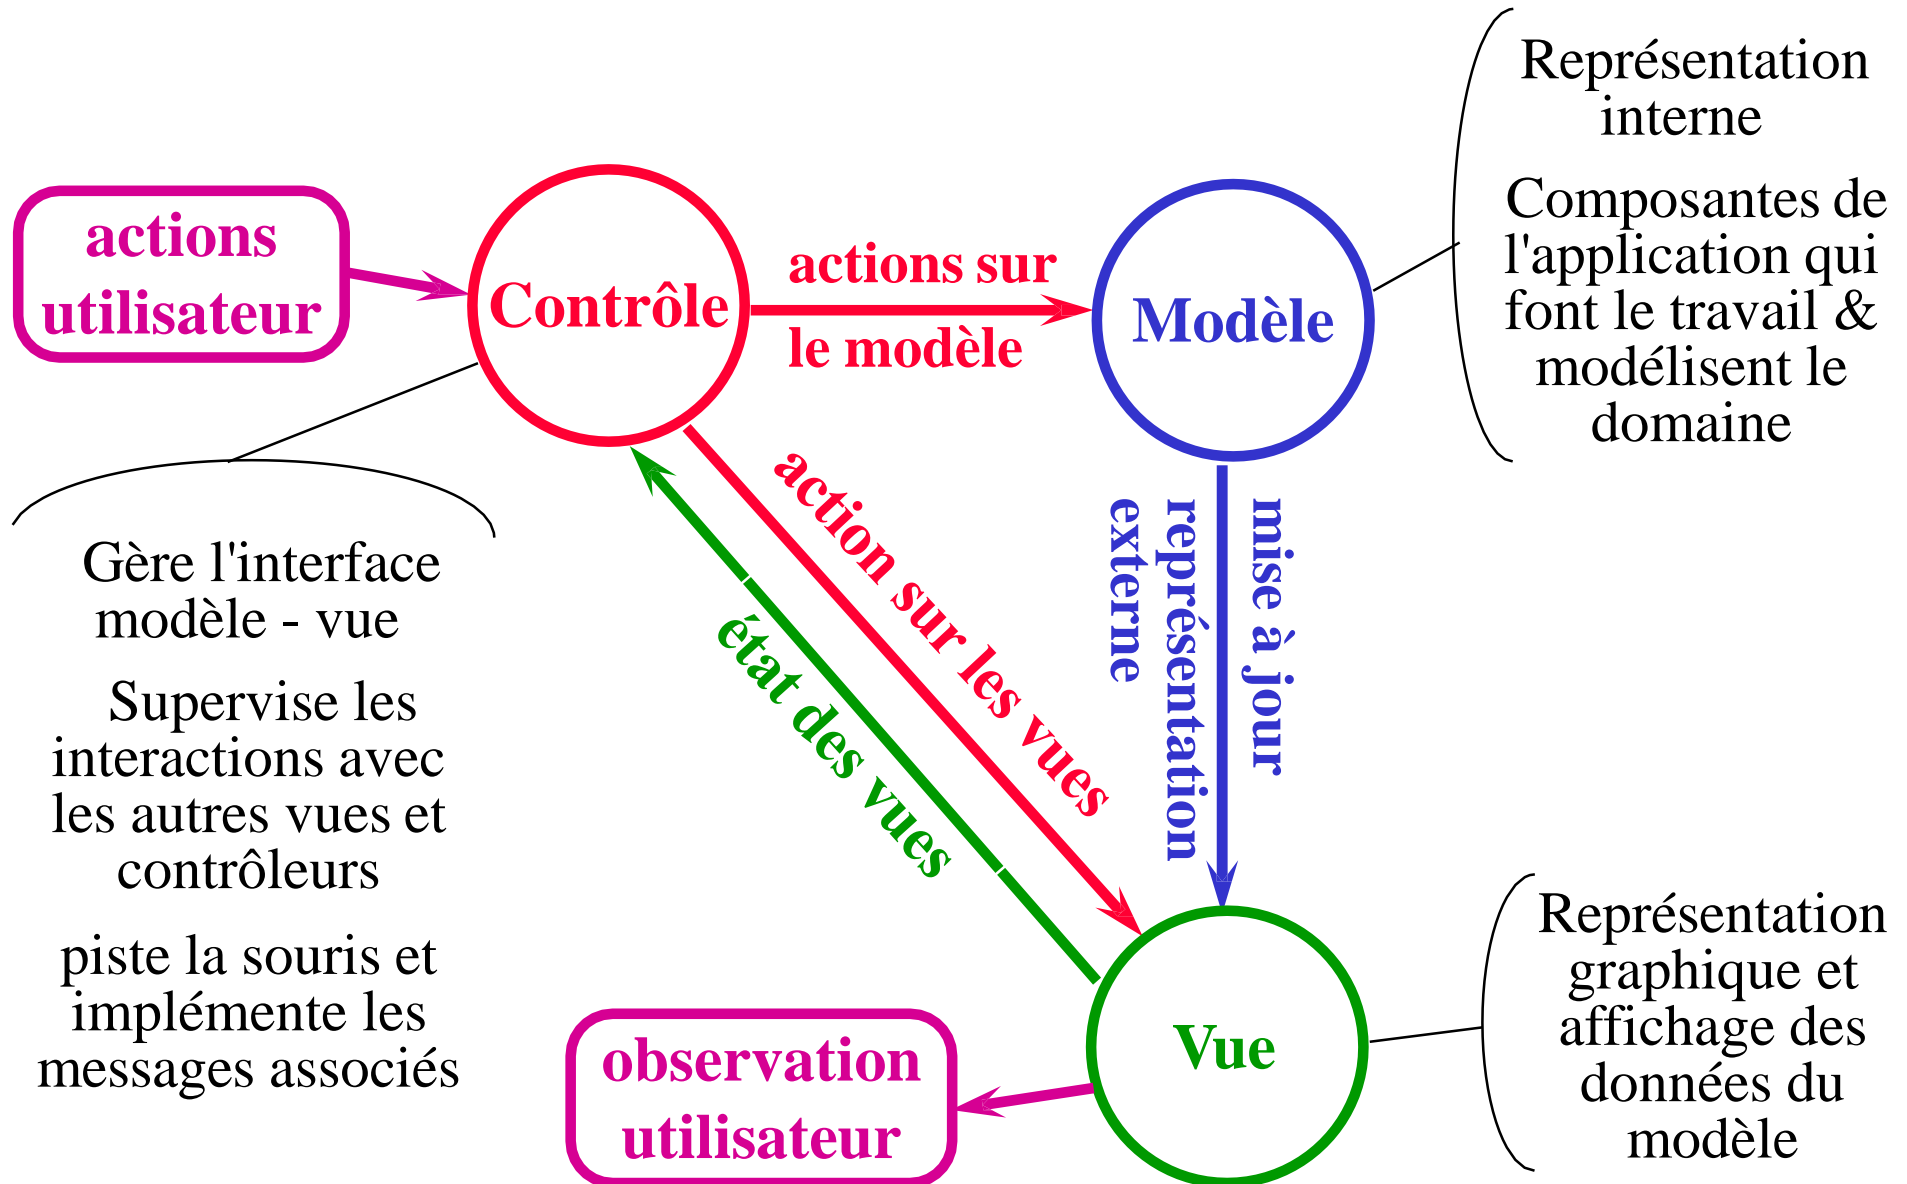 Représentation
interne
Composantes de
l'application qui
font le travail &
modélisent le
domaine
actions
utilisateur
Contrôle
actions sur
le modèle
Modèle
action sur les vues
état des vues
mise à jour
représentation
externe
Gère l'interface
modèle - vue
Supervise les
interactions avec
les autres vues et
contrôleurs
piste la souris et
implémente les
messages associés
observation
utilisateur
Vue
Représentation
graphique et
affichage des
données du
modèle